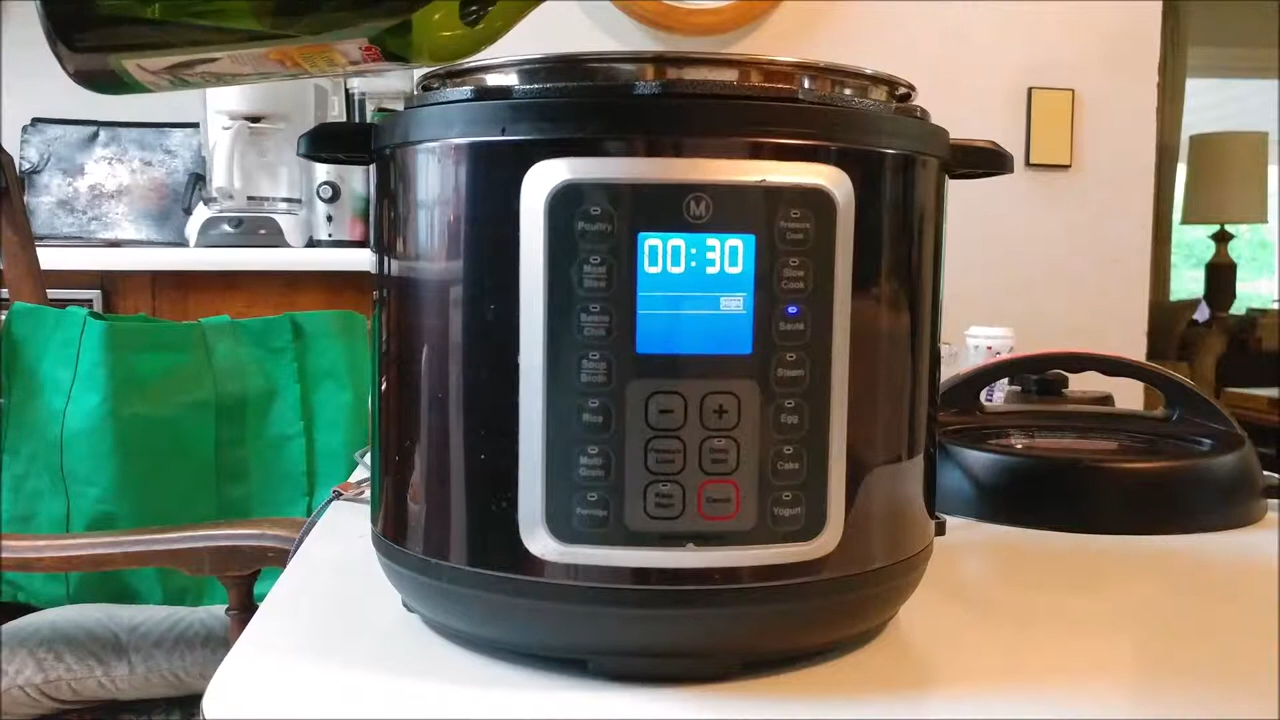 M
00:30
Poultry
Meat
Stew
Beans
Chili
Soup
Broth
Rice
Multi
Grain
Porridge
Pressure
Cook
Slow
Cook
Sauté
Steam
Egg
Cake
Yogurt
−
+
Pressure
Level
Delay
Start
Keep
Warm
Cancel